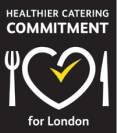 HEALTHIER CATERING
COMMITMENT
for London